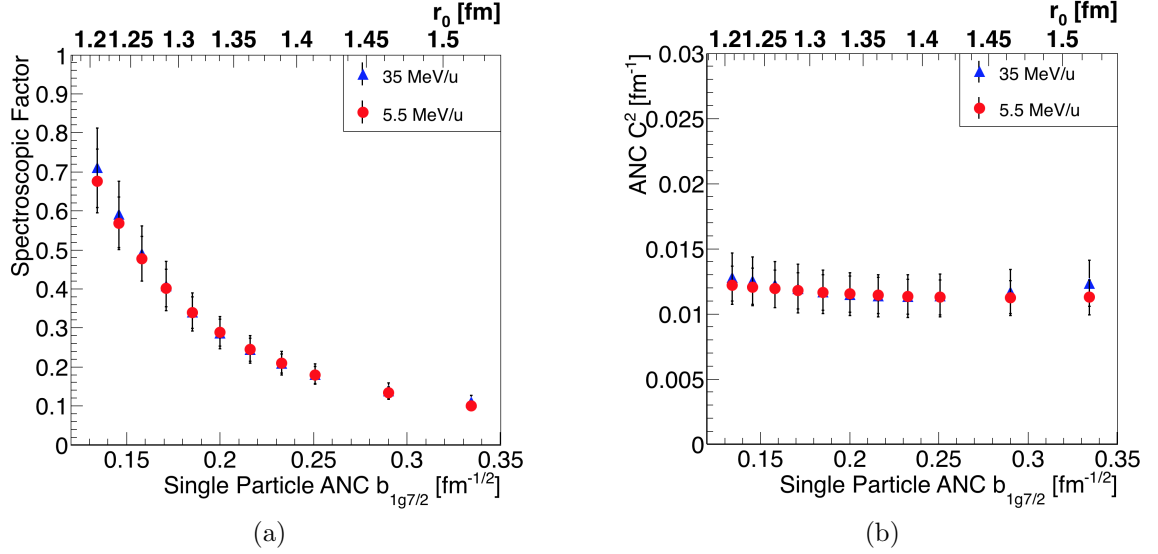 r0 [fm]
1.21 1.25 1.3 1.35 1.4 1.45 1.5
Spectroscopic Factor
1
0.9
0.8
0.7
0.6
0.5
0.4
0.3
0.2
0.1
0
35 MeV/u
5.5 MeV/u
0.15 0.2 0.25 0.3 0.35
Single Particle ANC b1g7/2 [fm-1/2]
(a)
r0 [fm]
1.21 1.25 1.3 1.35 1.4 1.45 1.5
ANC C2 [fm-1]
0.03
0.025
0.02
0.015
0.01
0.005
0
35 MeV/u
5.5 MeV/u
0.15 0.2 0.25 0.3 0.35
Single Particle ANC b1g7/2 [fm-1/2]
(b)